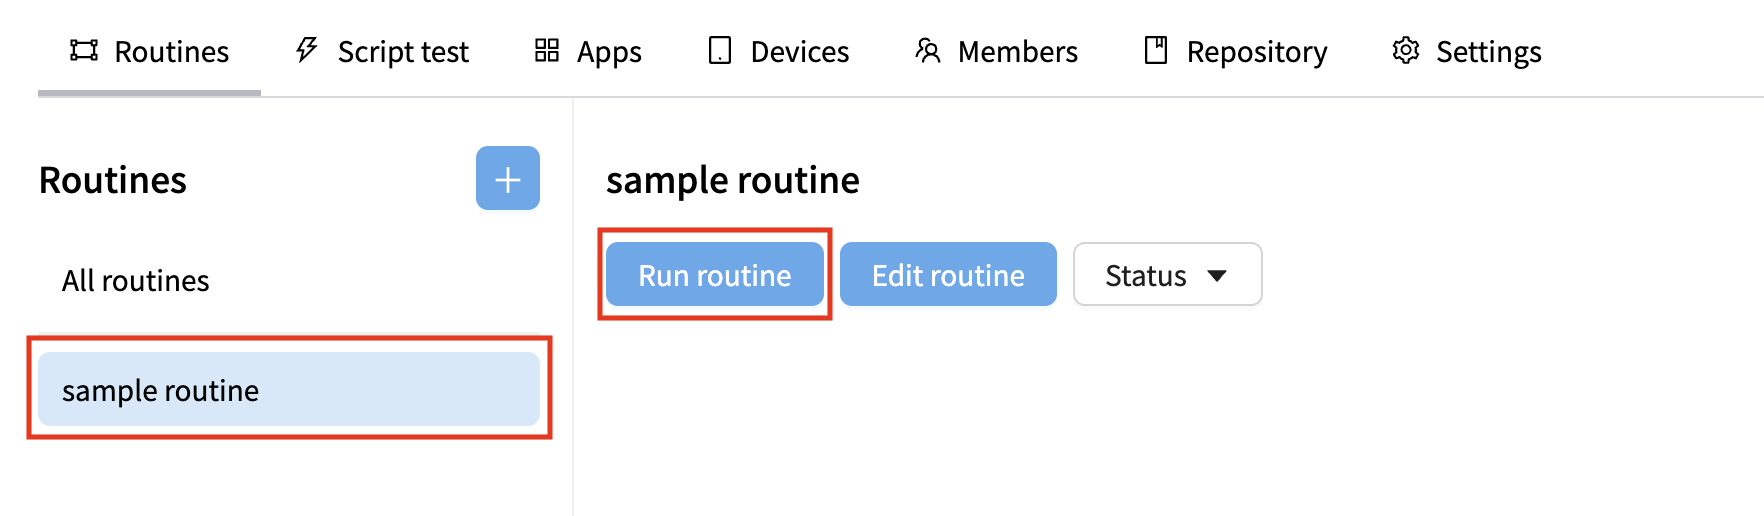 Routines Script test Apps Devices Members Repository Settings
Routines
All routines
sample routine
sample routine
Run routine Edit routine Status